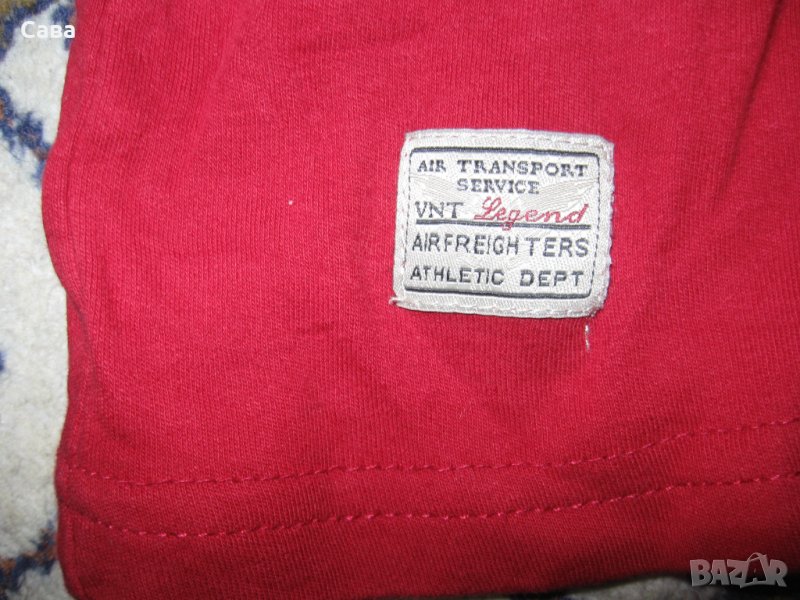 Сава
AIR TRANSPORT
SERVICE
VNT Legend
AIRFREIGHTERS
ATHLETIC DEPT
BAZAR